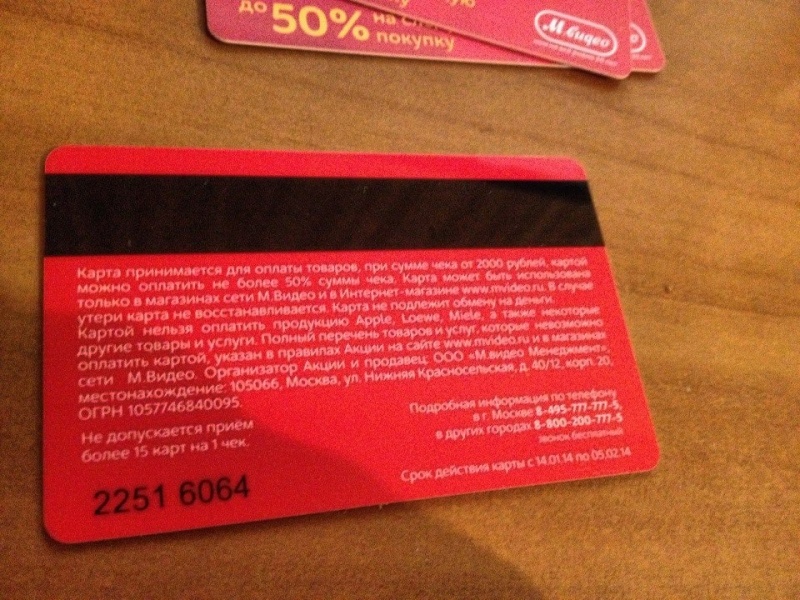 до 50% на
покупку
М.видео
Карта принимается для оплаты товаров, при сумме чека от 2000 рублей, картой
можно оплатить не более 50% суммы чека. Карта может быть использована
только в магазинах сети М.Видео и в Интернет-магазине www.mvideo.ru. В случае
утери карта не восстанавливается. Карта не подлежит обмену на деньги.
Картой нельзя оплатить продукцию Apple, Loewe, Miele, а также некоторые
другие товары и услуги. Полный перечень товаров и услуг, которые невозможно
оплатить картой, указан в правилах Акции на сайте www.mvideo.ru и в магазинах
сети М.Видео. Организатор Акции и продавец: ООО «М.видео Менеджмент»,
местонахождение: 105066, Москва, ул. Нижняя Красносельская, д. 40/12, корп. 20,
ОГРН 1057746840095.
Не допускается приём
более 15 карт на 1 чек.
Подробная информация по телефону
в г. Москве 8-495-777-777-5,
в других городах 8-800-200-777-5
звонок бесплатный
Срок действия карты с 14.01.14 по 05.02.14
2251 6064